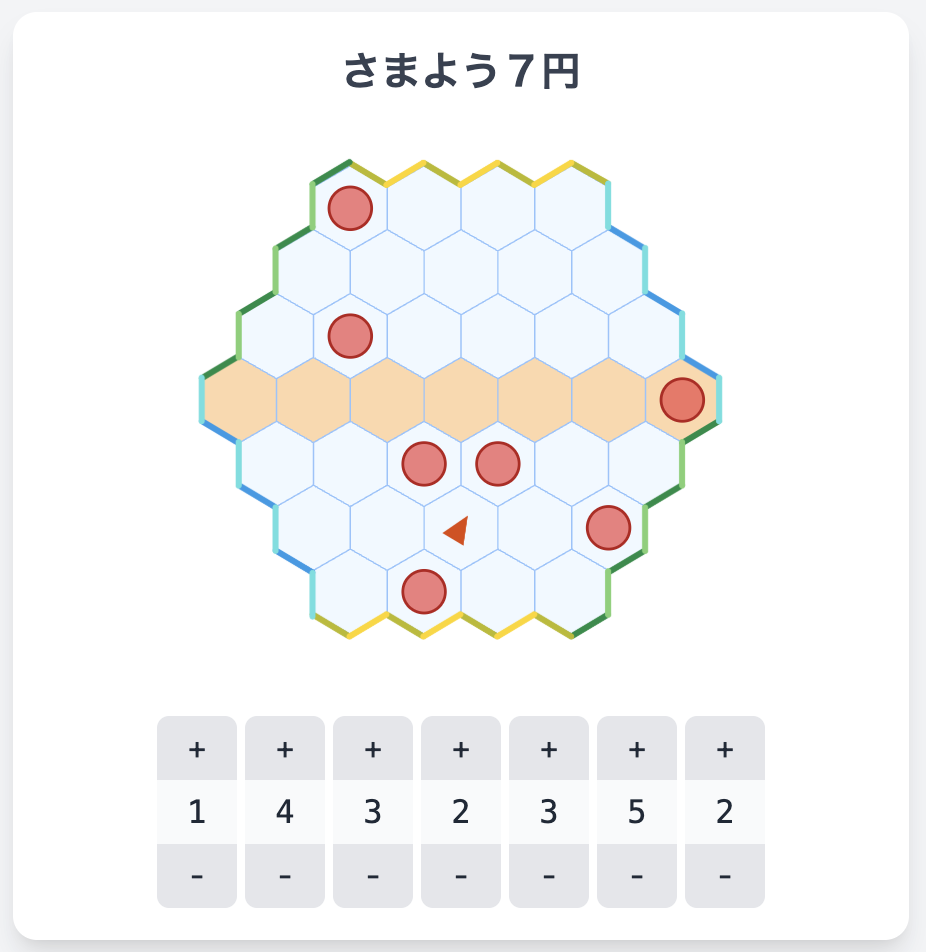 さまよう７円
+ + + + + + +
1 4 3 2 3 5 2
- - - - - - -